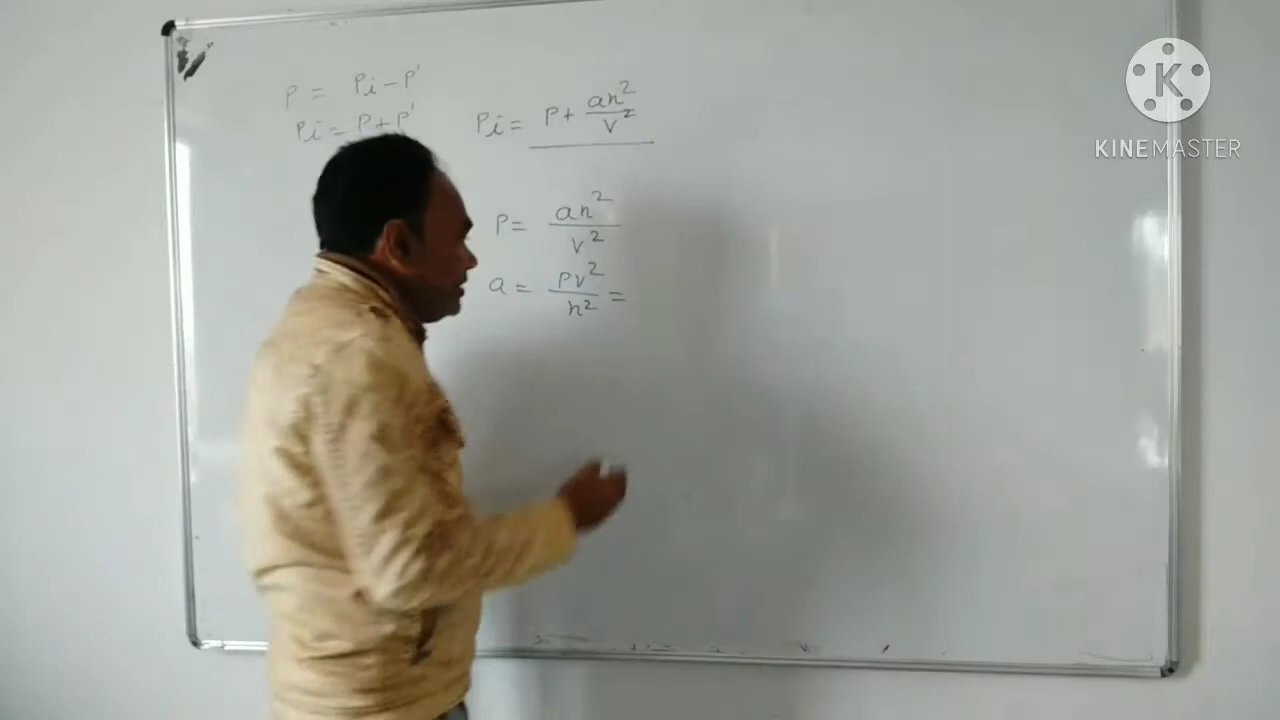 P = Pi - P'
Pi = P + P'
Pi = P + an²/V²
P = an²/V²
a = PV²/n² =
K
KINEMASTER